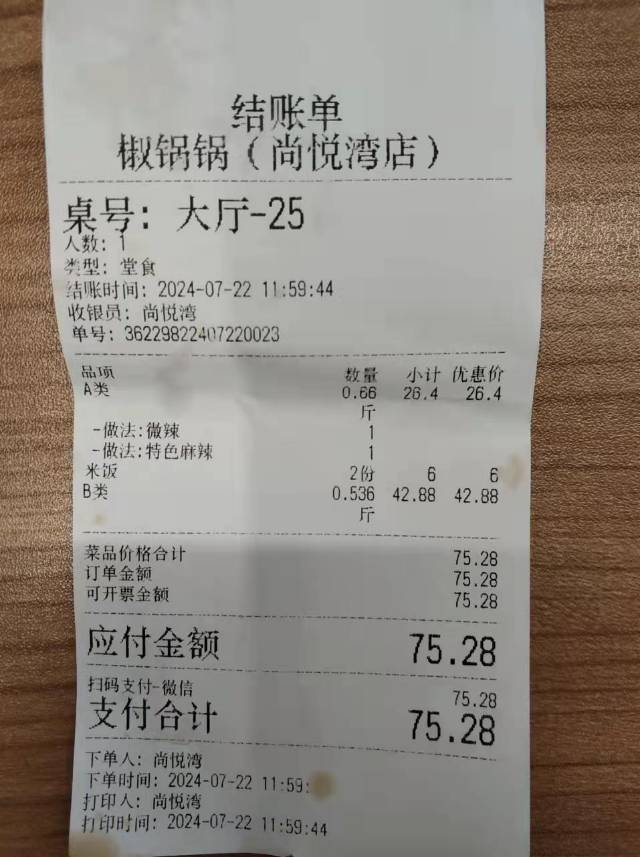 结账单
椒锅锅(尚悦湾店)
桌号: 大厅-25
人数: 1
类型: 堂食
结账时间: 2024-07-22 11:59:44
收银员: 尚悦湾
单号: 36229822407220023
品项 数量 小计 优惠价
A类 0.66 26.4 26.4
斤
-做法:微辣 1
-做法:特色麻辣 1
米饭 2份 6 6
B类 0.536 42.88 42.88
斤
菜品价格合计 75.28
订单金额 75.28
可开票金额 75.28
应付金额 75.28
扫码支付-微信 75.28
支付合计 75.28
下单人: 尚悦湾
下单时间: 2024-07-22 11:59:
打印人: 尚悦湾
打印时间: 2024-07-22 11:59:44